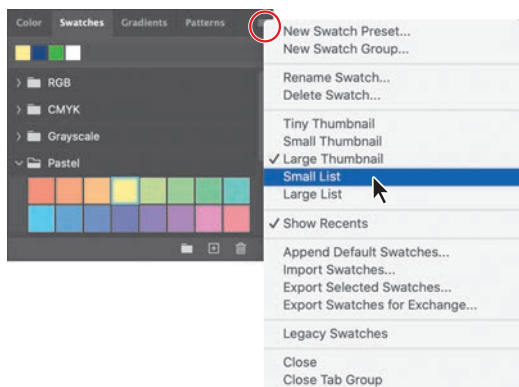 Color Swatches Gradients Patterns
RGB
CMYK
Grayscale
Pastel
New Swatch Preset...
New Swatch Group...
Rename Swatch...
Delete Swatch...
Tiny Thumbnail
Small Thumbnail
Large Thumbnail
Small List
Large List
Show Recents
Append Default Swatches...
Import Swatches...
Export Selected Swatches...
Export Swatches for Exchange...
Legacy Swatches
Close
Close Tab Group